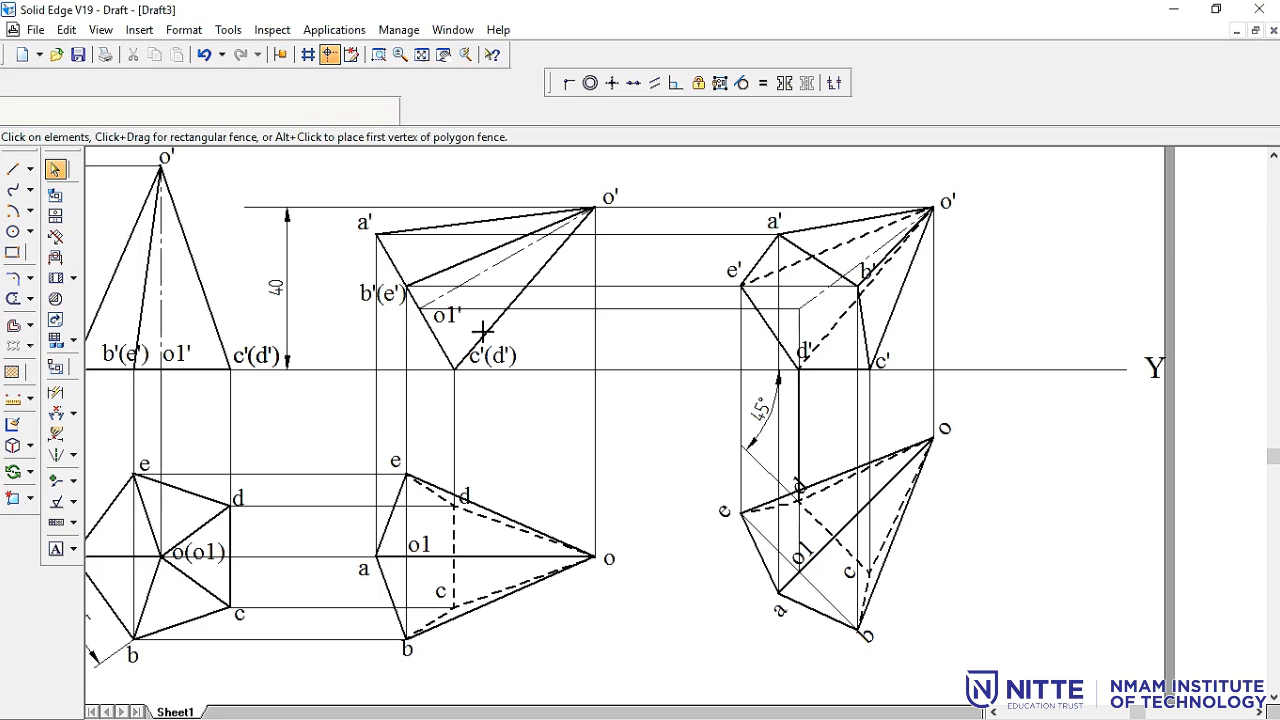 Solid Edge V19 - Draft - [Draft3]
File Edit View Insert Format Tools Inspect Applications Manage Window Help
Click on elements, Click+Drag for rectangular fence, or Alt+Click to place first vertex of polygon fence.
o'
o'
o'
a'
a'
e'
b'
b'(e')
40
o1'
b'(e') o1' c'(d')
c'(d')
d'
c'
Y
45°
o
e
e
d
d
d
e
o(o1)
o1
o1
o
a
c
c
c
a
b
b
b
A
NITTE
EDUCATION TRUST
NMAM INSTITUTE
OF TECHNOLOGY
Sheet1